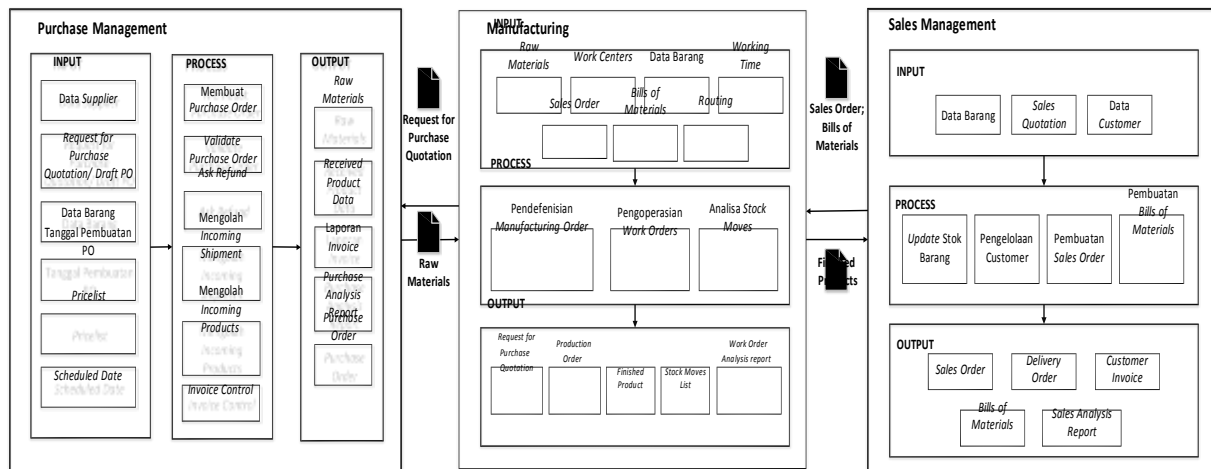 Purchase Management
INPUT
Data Supplier
Request for
Purchase
Quotation/ Draft PO
Data Barang
Tanggal Pembuatan
PO
Pricelist
Scheduled Date
PROCESS
Membuat
Purchase Order
Validate
Purchase Order
Ask Refund
Mengolah
Incoming
Shipment
Mengolah
Incoming
Products
Invoice Control
OUTPUT
Raw
Materials
Received
Product
Data
Laporan
Invoice
Purchase
Analysis
Report
Purchase
Order
Request for
Purchase
Quotation
Raw
Materials
Manufacturing
INPUT
Raw
Materials
Work Centers
Data Barang
Working
Time
Sales Order
Bills of
Materials
Routing
PROCESS
Pendefenisian
Manufacturing Order
Pengoperasian
Work Orders
Analisa Stock
Moves
OUTPUT
Request for
Purchase
Quotation
Production
Order
Finished
Product
Stock Moves
List
Work Order
Analysis report
Sales Order;
Bills of
Materials
Finished
Products
Sales Management
INPUT
Data Barang
Sales
Quotation
Data
Customer
PROCESS
Update Stok
Barang
Pengelolaan
Customer
Pembuatan
Sales Order
Pembuatan
Bills of
Materials
OUTPUT
Sales Order
Delivery
Order
Customer
Invoice
Bills of
Materials
Sales Analysis
Report